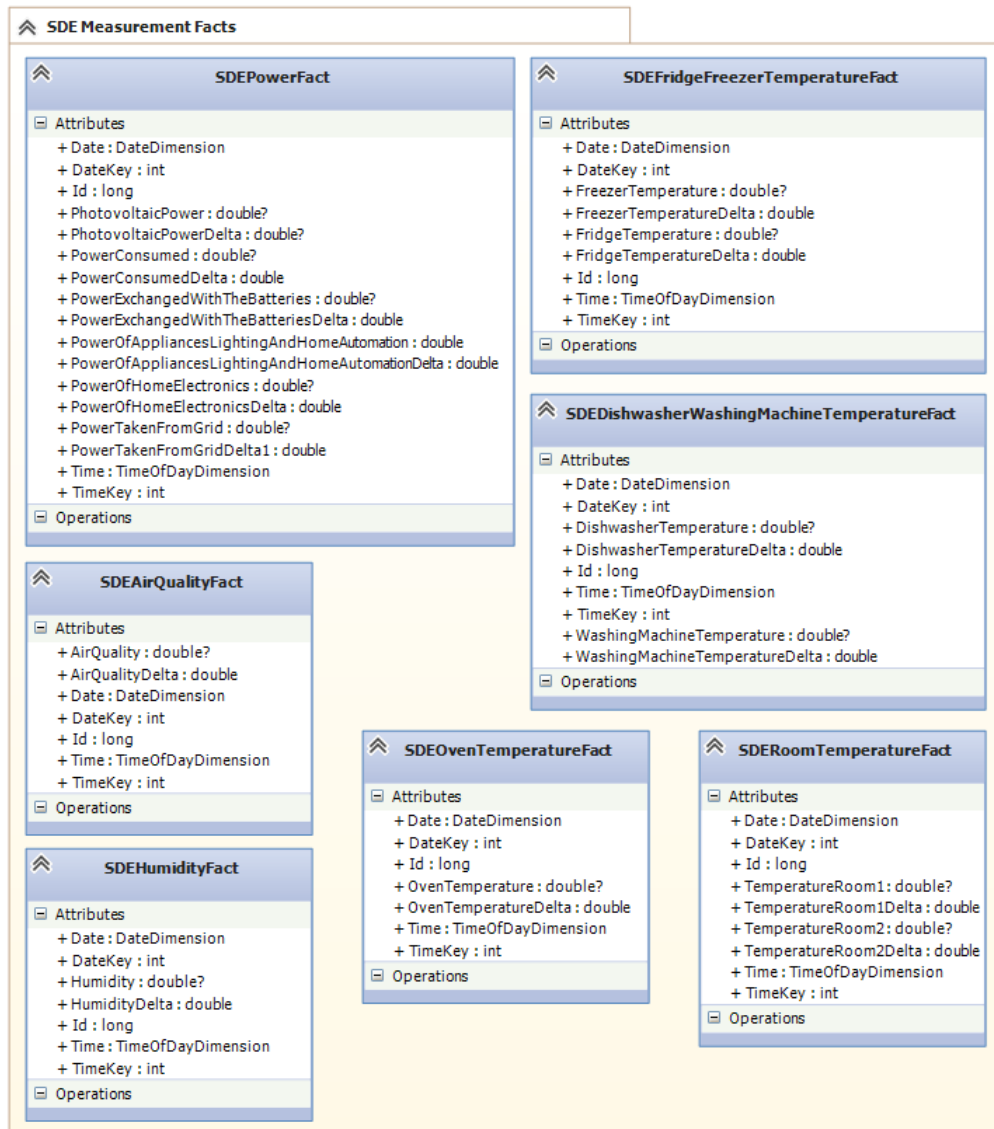 SDE Measurement Facts
SDEPowerFact
Attributes
+ Date : DateDimension
+ DateKey : int
+ Id : long
+ PhotovoltaicPower : double?
+ PhotovoltaicPowerDelta : double?
+ PowerConsumed : double?
+ PowerConsumedDelta : double
+ PowerExchangedWithTheBatteries : double?
+ PowerExchangedWithTheBatteriesDelta : double
+ PowerOfAppliancesLightingAndHomeAutomation : double
+ PowerOfAppliancesLightingAndHomeAutomationDelta : double
+ PowerOfHomeElectronics : double?
+ PowerOfHomeElectronicsDelta : double
+ PowerTakenFromGrid : double?
+ PowerTakenFromGridDelta1 : double
+ Time : TimeOfDayDimension
+ TimeKey : int
Operations
SDEFridgeFreezerTemperatureFact
Attributes
+ Date : DateDimension
+ DateKey : int
+ FreezerTemperature : double?
+ FreezerTemperatureDelta : double
+ FridgeTemperature : double?
+ FridgeTemperatureDelta : double
+ Id : long
+ Time : TimeOfDayDimension
+ TimeKey : int
Operations
SDEDishwasherWashingMachineTemperatureFact
Attributes
+ Date : DateDimension
+ DateKey : int
+ DishwasherTemperature : double?
+ DishwasherTemperatureDelta : double
+ Id : long
+ Time : TimeOfDayDimension
+ TimeKey : int
+ WashingMachineTemperature : double?
+ WashingMachineTemperatureDelta : double
Operations
SDEAirQualityFact
Attributes
+ AirQuality : double?
+ AirQualityDelta : double
+ Date : DateDimension
+ DateKey : int
+ Id : long
+ Time : TimeOfDayDimension
+ TimeKey : int
Operations
SDEHumidityFact
Attributes
+ Date : DateDimension
+ DateKey : int
+ Humidity : double?
+ HumidityDelta : double
+ Id : long
+ Time : TimeOfDayDimension
+ TimeKey : int
Operations
SDEOvenTemperatureFact
Attributes
+ Date : DateDimension
+ DateKey : int
+ Id : long
+ OvenTemperature : double?
+ OvenTemperatureDelta : double
+ Time : TimeOfDayDimension
+ TimeKey : int
Operations
SDERoomTemperatureFact
Attributes
+ Date : DateDimension
+ DateKey : int
+ Id : long
+ TemperatureRoom1 : double?
+ TemperatureRoom1Delta : double
+ TemperatureRoom2 : double?
+ TemperatureRoom2Delta : double
+ Time : TimeOfDayDimension
+ TimeKey : int
Operations